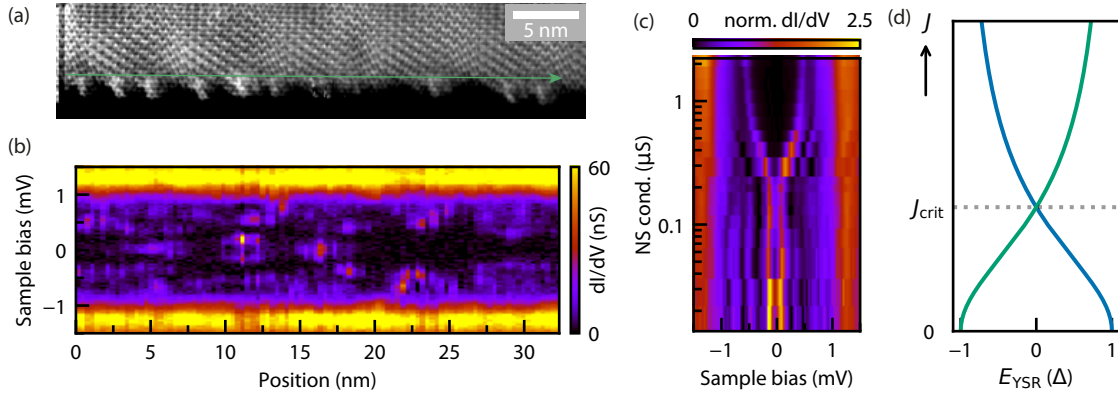 (a)
5 nm
(b)
Sample bias (mV)
1
0
−1
0
5
10
15
20
25
30
Position (nm)
60
dI/dV (nS)
0
(c)
0 norm. dI/dV 2.5
NS cond. (μS)
1
0.1
−1 0 1
Sample bias (mV)
(d)
J
Jcrit
0
−1 0 1
EYSR (Δ)